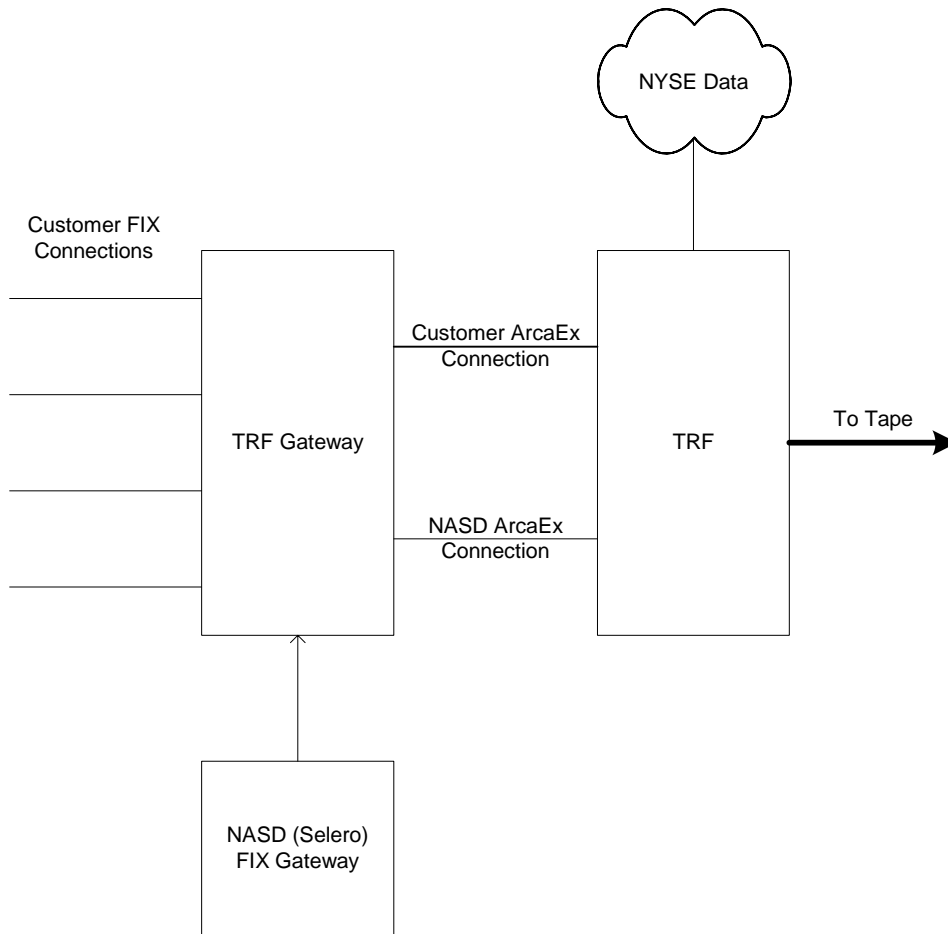 NYSE Data
Customer FIX
Connections
Customer ArcaEx
Connection
TRF Gateway
TRF
To Tape
NASD ArcaEx
Connection
NASD (Selero)
FIX Gateway